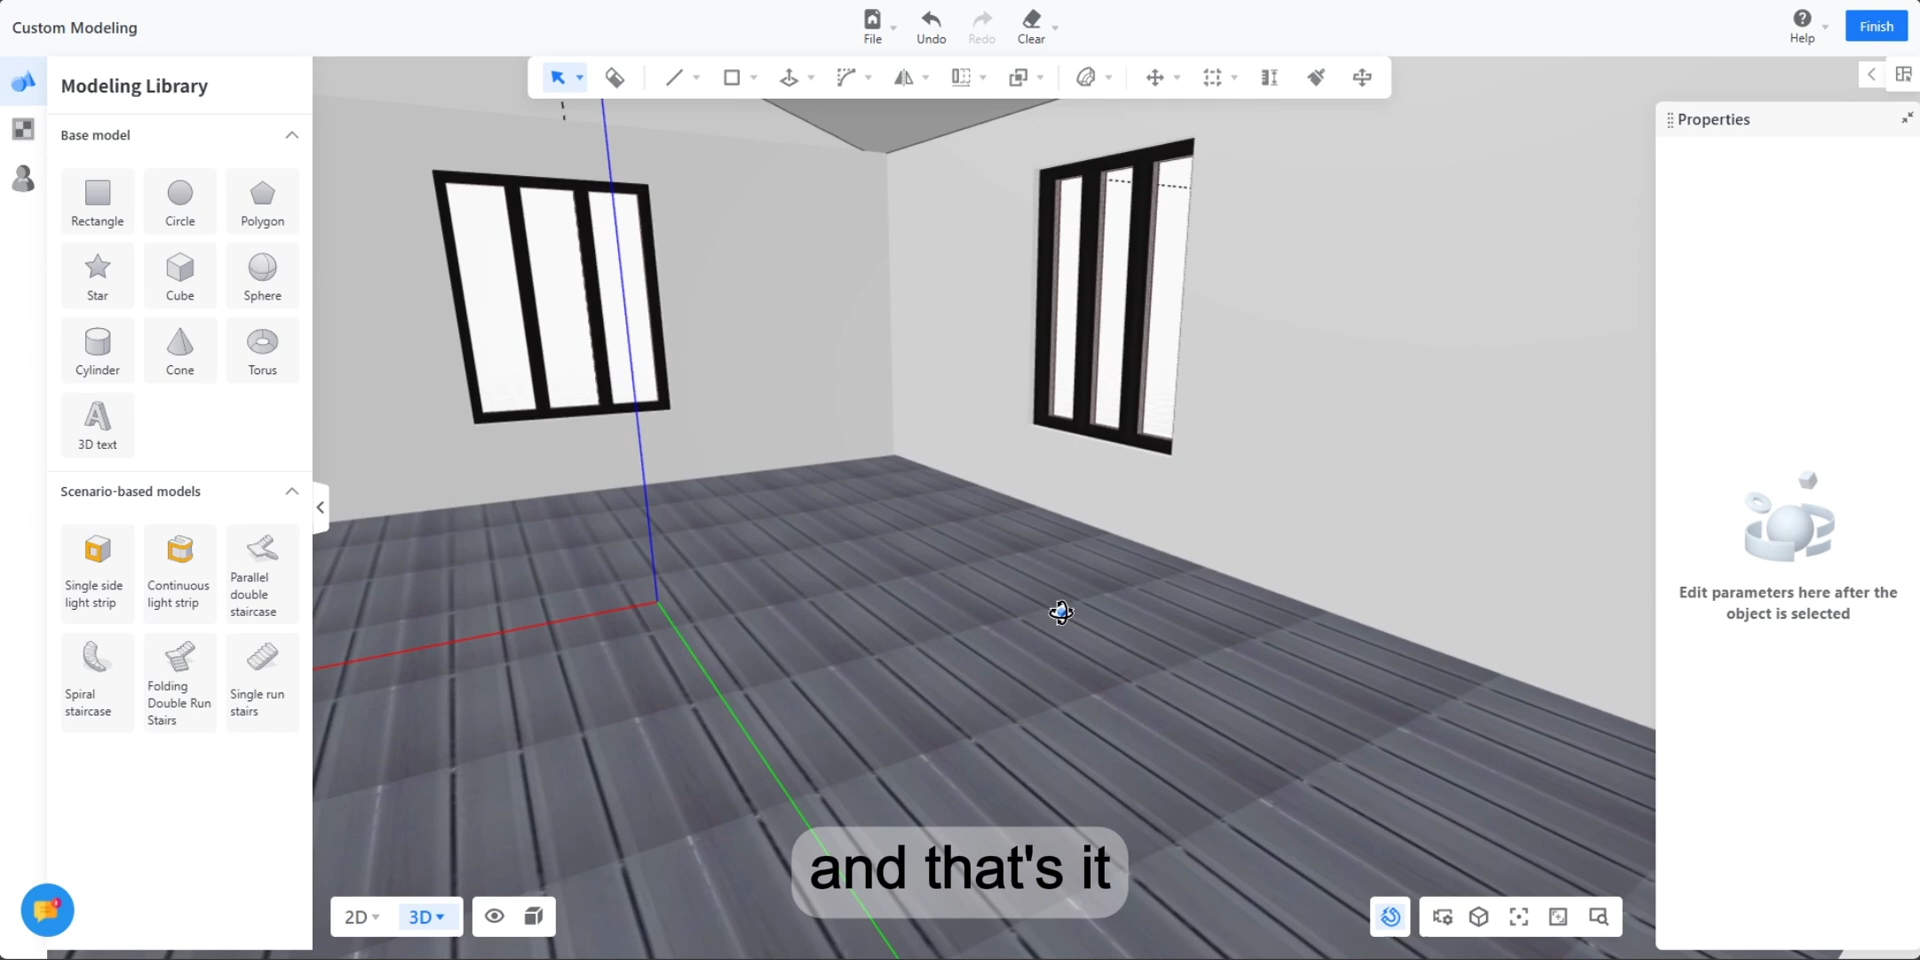 Custom Modeling
File
Undo
Redo
Clear
Help
Finish
Modeling Library
Base model
Rectangle
Circle
Polygon
Star
Cube
Sphere
Cylinder
Cone
Torus
3D text
Scenario-based models
Single side
light strip
Continuous
light strip
Parallel
double
staircase
Spiral
staircase
Folding
Double Run
Stairs
Single run
stairs
Properties
Edit parameters here after the
object is selected
and that's it
2D
3D